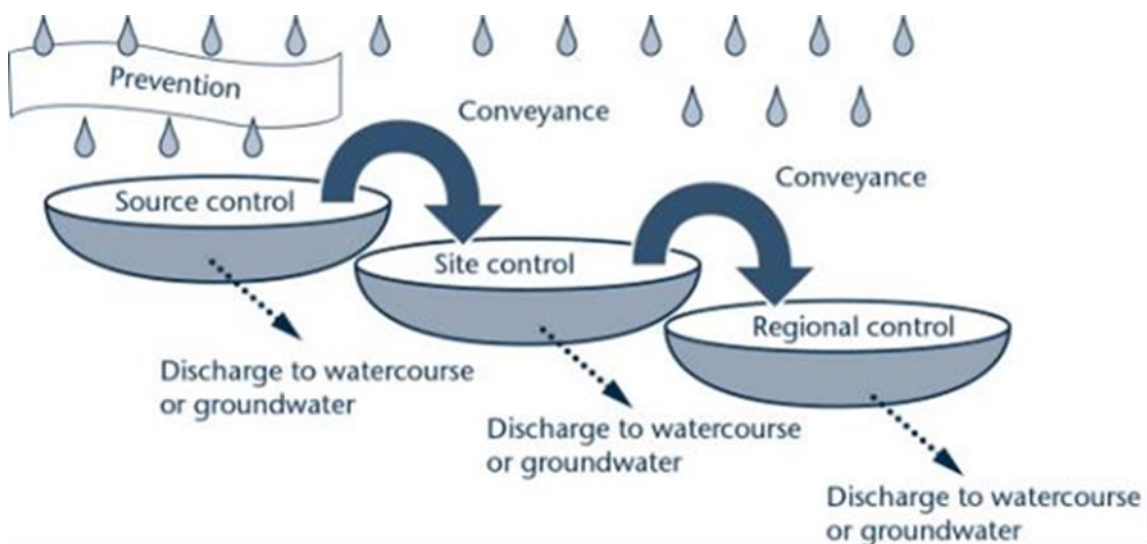 Prevention
Conveyance
Conveyance
Source control
Site control
Regional control
Discharge to watercourse
or groundwater
Discharge to watercourse
or groundwater
Discharge to watercourse
or groundwater